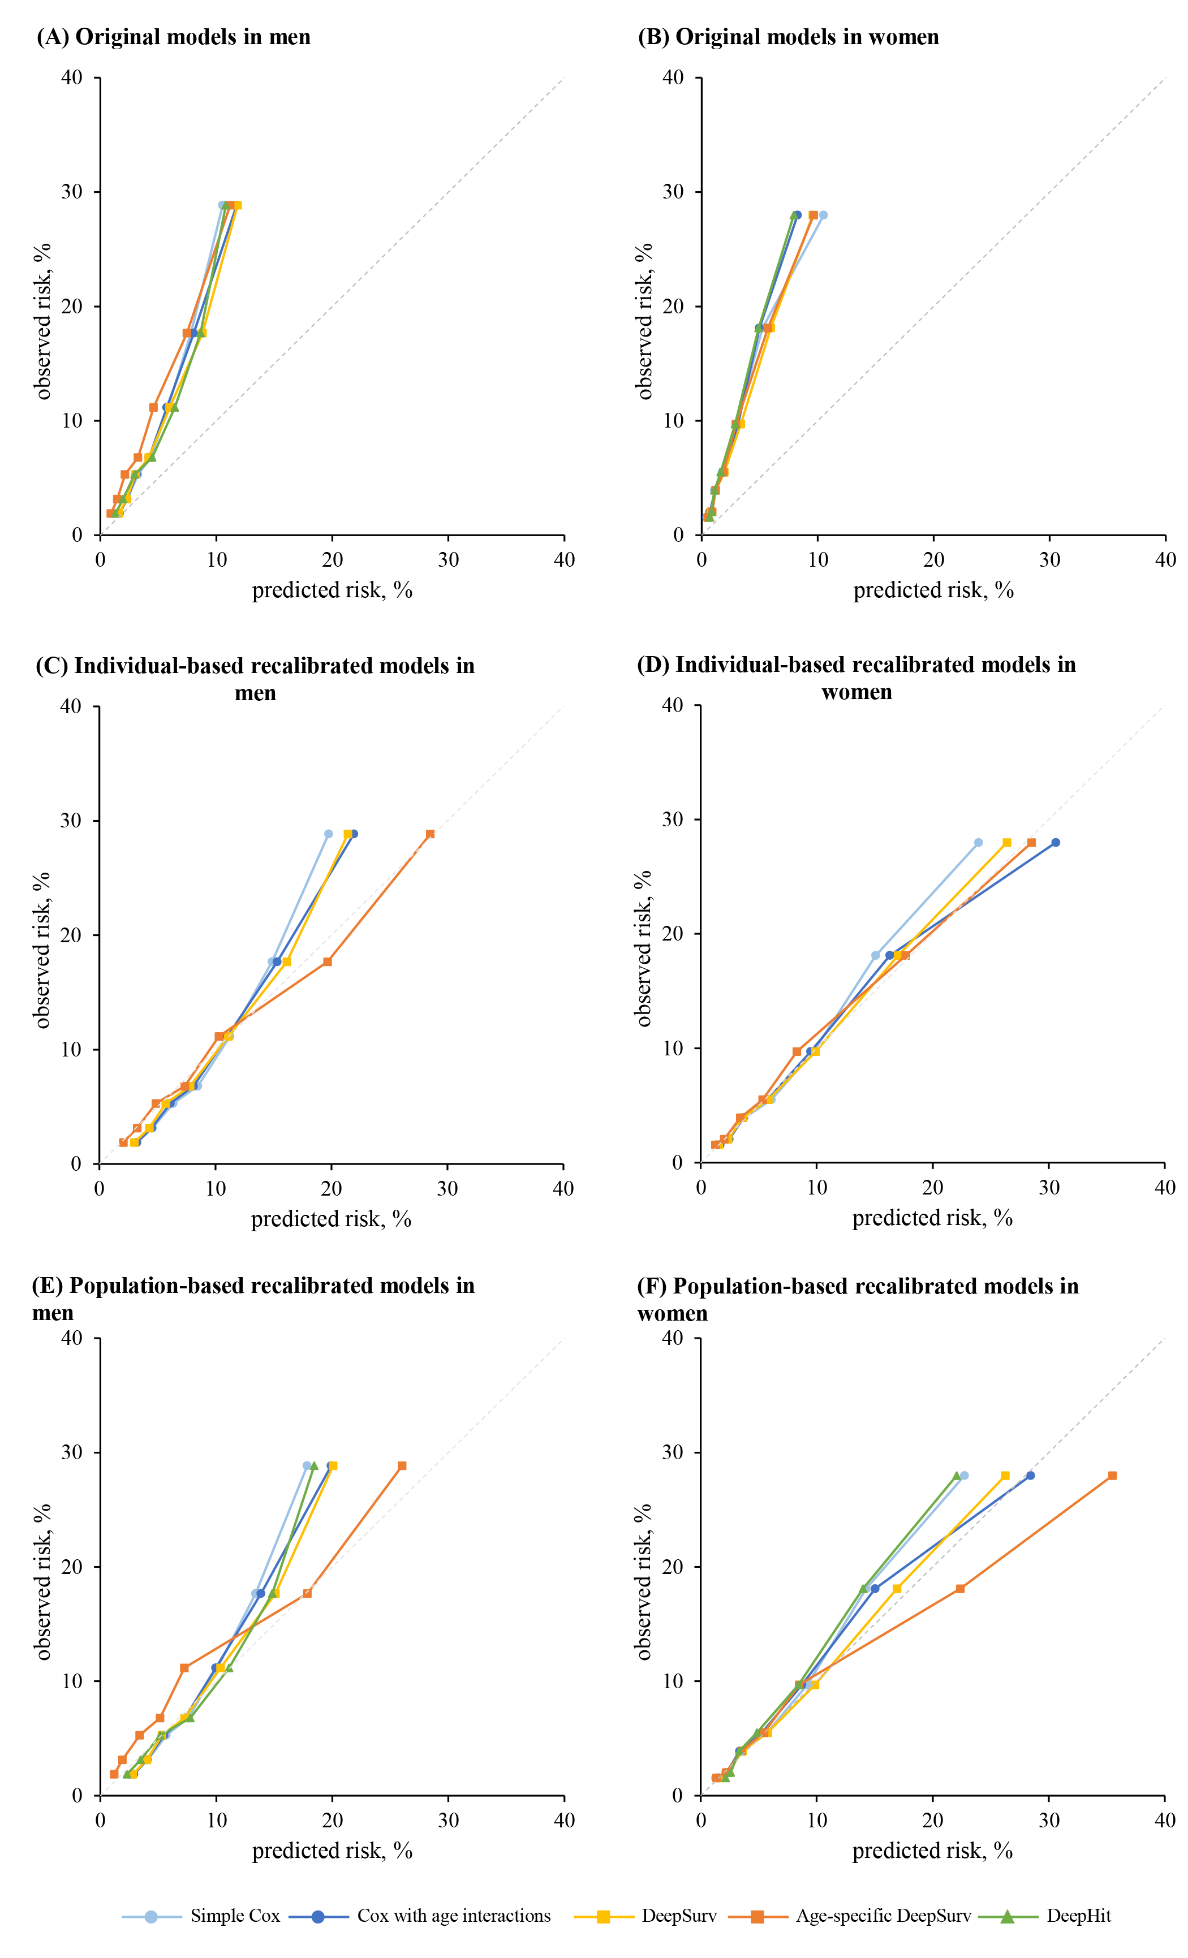 (A) Original models in men
(B) Original models in women
40
30
20
10
0
observed risk, %
0 10 20 30 40
predicted risk, %
40
30
20
10
0
observed risk, %
0 10 20 30 40
predicted risk, %
(C) Individual-based recalibrated models in
men
(D) Individual-based recalibrated models in
women
40
30
20
10
0
observed risk, %
0 10 20 30 40
predicted risk, %
40
30
20
10
0
observed risk, %
0 10 20 30 40
predicted risk, %
(E) Population-based recalibrated models in
men
(F) Population-based recalibrated models in
women
40
30
20
10
0
observed risk, %
0 10 20 30 40
predicted risk, %
40
30
20
10
0
observed risk, %
0 10 20 30 40
predicted risk, %
Simple Cox Cox with age interactions DeepSurv Age-specific DeepSurv DeepHit